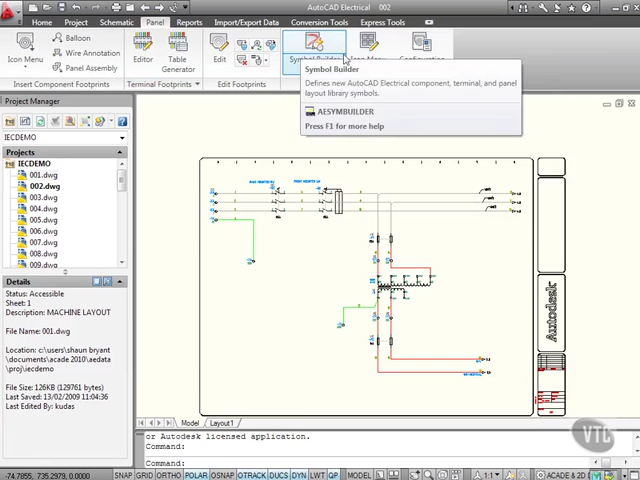 AutoCAD Electrical 002
Home Project Schematic Panel Reports Import/Export Data Conversion Tools Express Tools
Icon Menu
Balloon
Wire Annotation
Panel Assembly
Editor
Table Generator
Edit
Insert Component Footprints
Terminal Footprints
Edit Footprints
Symbol Builder
Defines new AutoCAD Electrical component, terminal, and panel
layout library symbols.
AESYMBUILDER
Press F1 for more help
Project Manager
IECDEMO
Projects
IECDEMO
001.dwg
002.dwg
003.dwg
004.dwg
005.dwg
006.dwg
007.dwg
008.dwg
009.dwg
Details
Status: Accessible
Sheet: 1
Description: MACHINE LAYOUT
File Name: 001.dwg
Location: c:\users\shaun bryant
\documents\acade 2010\aedata
\proj\iecdemo
File Size: 126KB (129761 bytes)
Last Saved: 13/02/2009 11:04:36
Last Edited By: kudas
Autodesk
Model Layout1
or Autodesk licensed application.
Command:
Command:
VTC
-74.7855, 735.2979, 0.0000 SNAP GRID ORTHO POLAR OSNAP OTRACK DUCS DYN LWT QP MODEL 1:1 ACADE & 2D